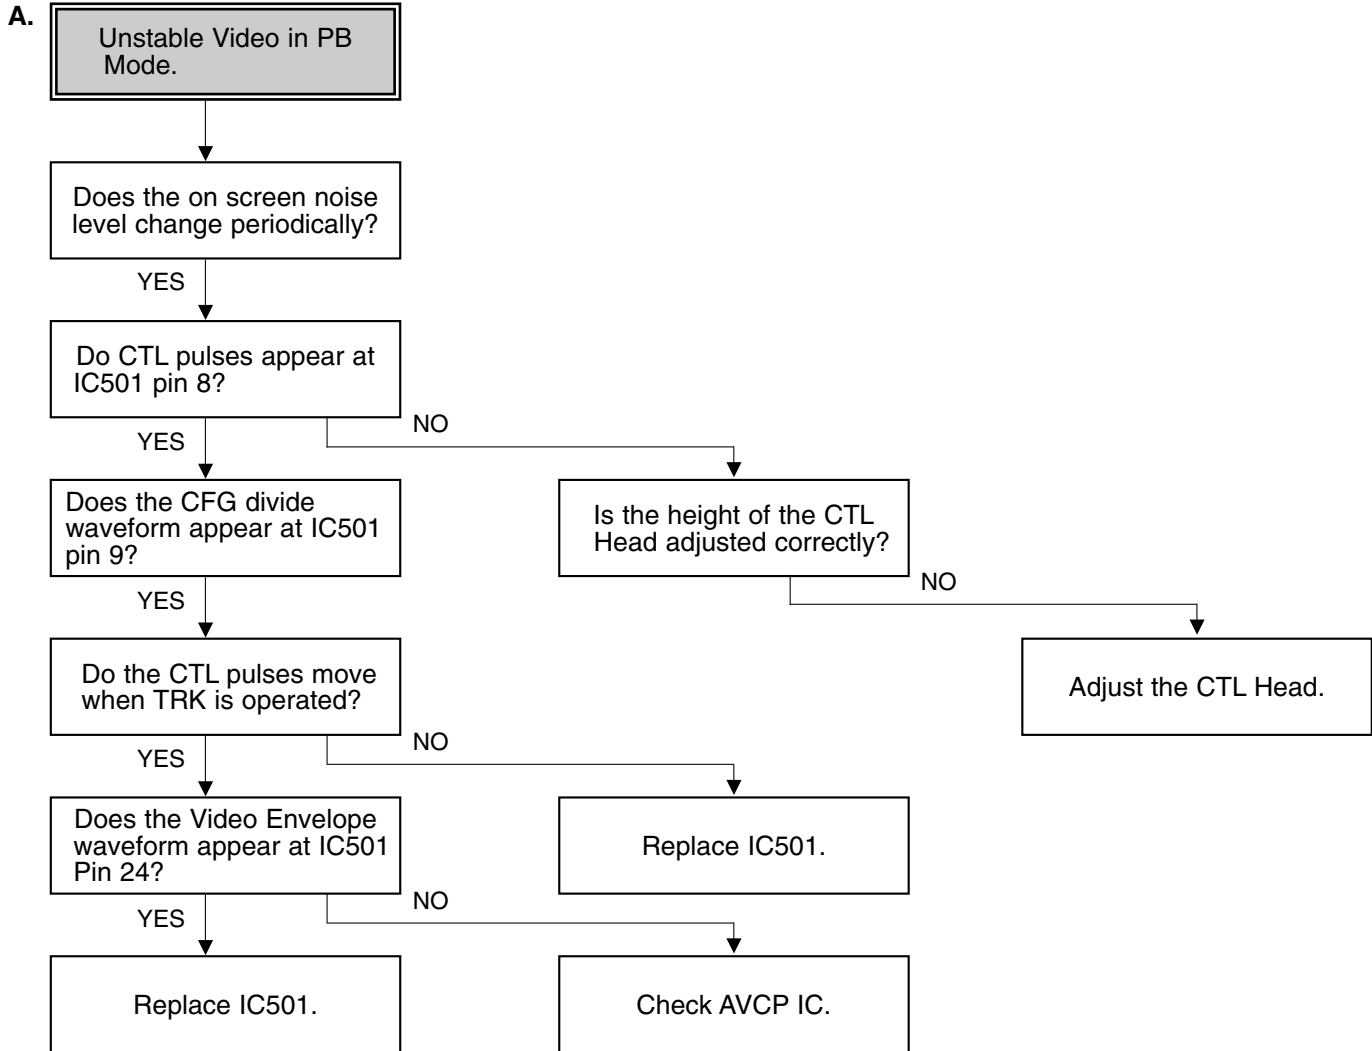 A.
Unstable Video in PB
Mode.
Does the on screen noise
level change periodically?
YES
Do CTL pulses appear at
IC501 pin 8?
NO
YES
Does the CFG divide
waveform appear at IC501
pin 9?
Is the height of the CTL
Head adjusted correctly?
NO
YES
Do the CTL pulses move
when TRK is operated?
Adjust the CTL Head.
NO
YES
Does the Video Envelope
waveform appear at IC501
Pin 24?
Replace IC501.
NO
YES
Replace IC501.
Check AVCP IC.